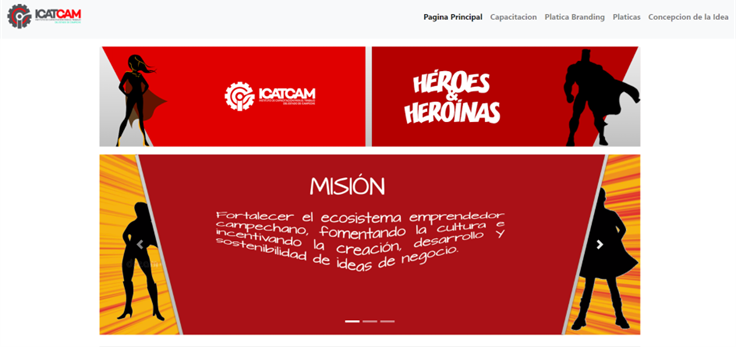 ICATCAM
Pagina Principal Capacitacion Platica Branding Platicas Concepcion de la Idea
ICATCAM
HÉROES
&
HEROÍNAS
MISIÓN
Fortalecer el ecosistema emprendedor
campechano, fomentando la cultura e
incentivando la creación, desarrollo y
sostenibilidad de ideas de negocio.